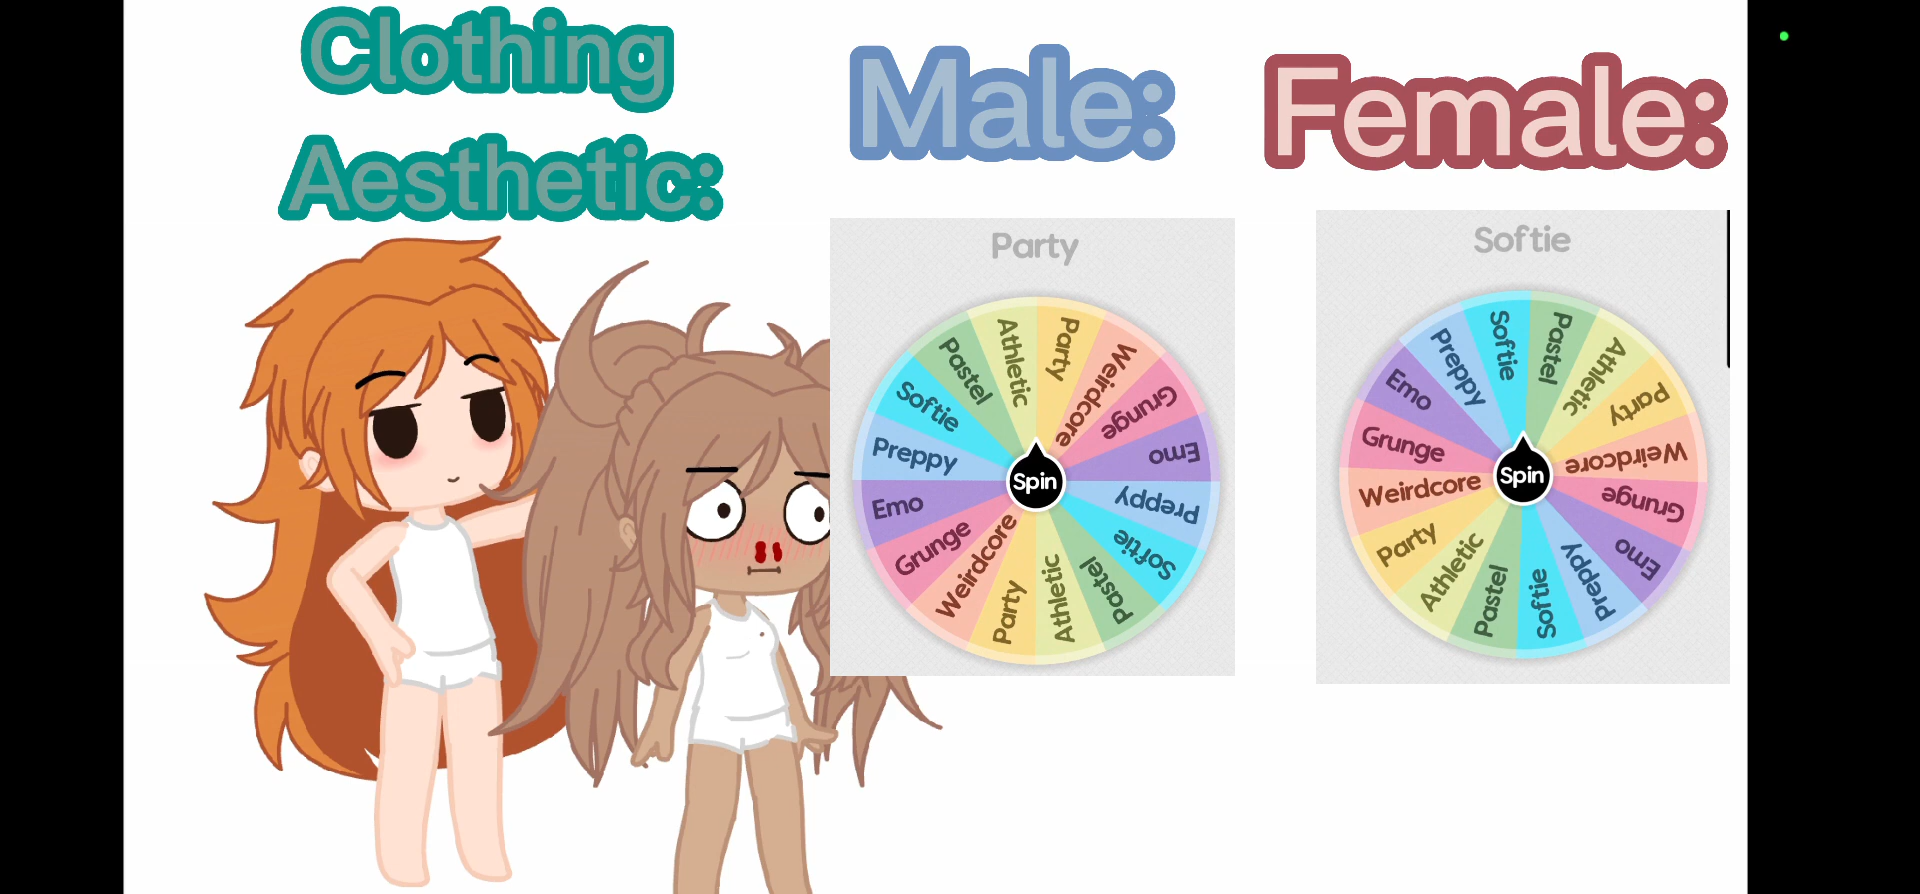 Clothing
Aesthetic:
Male:
Female:
Party
Party
Weirdcore
Grunge
Emo
Preppy
Softie
Pastel
Athletic
Party
Weirdcore
Grunge
Emo
Preppy
Softie
Pastel
Athletic
Spin
Softie
Softie
Pastel
Athletic
Party
Weirdcore
Grunge
Emo
Preppy
Softie
Pastel
Athletic
Party
Weirdcore
Grunge
Emo
Preppy
Spin